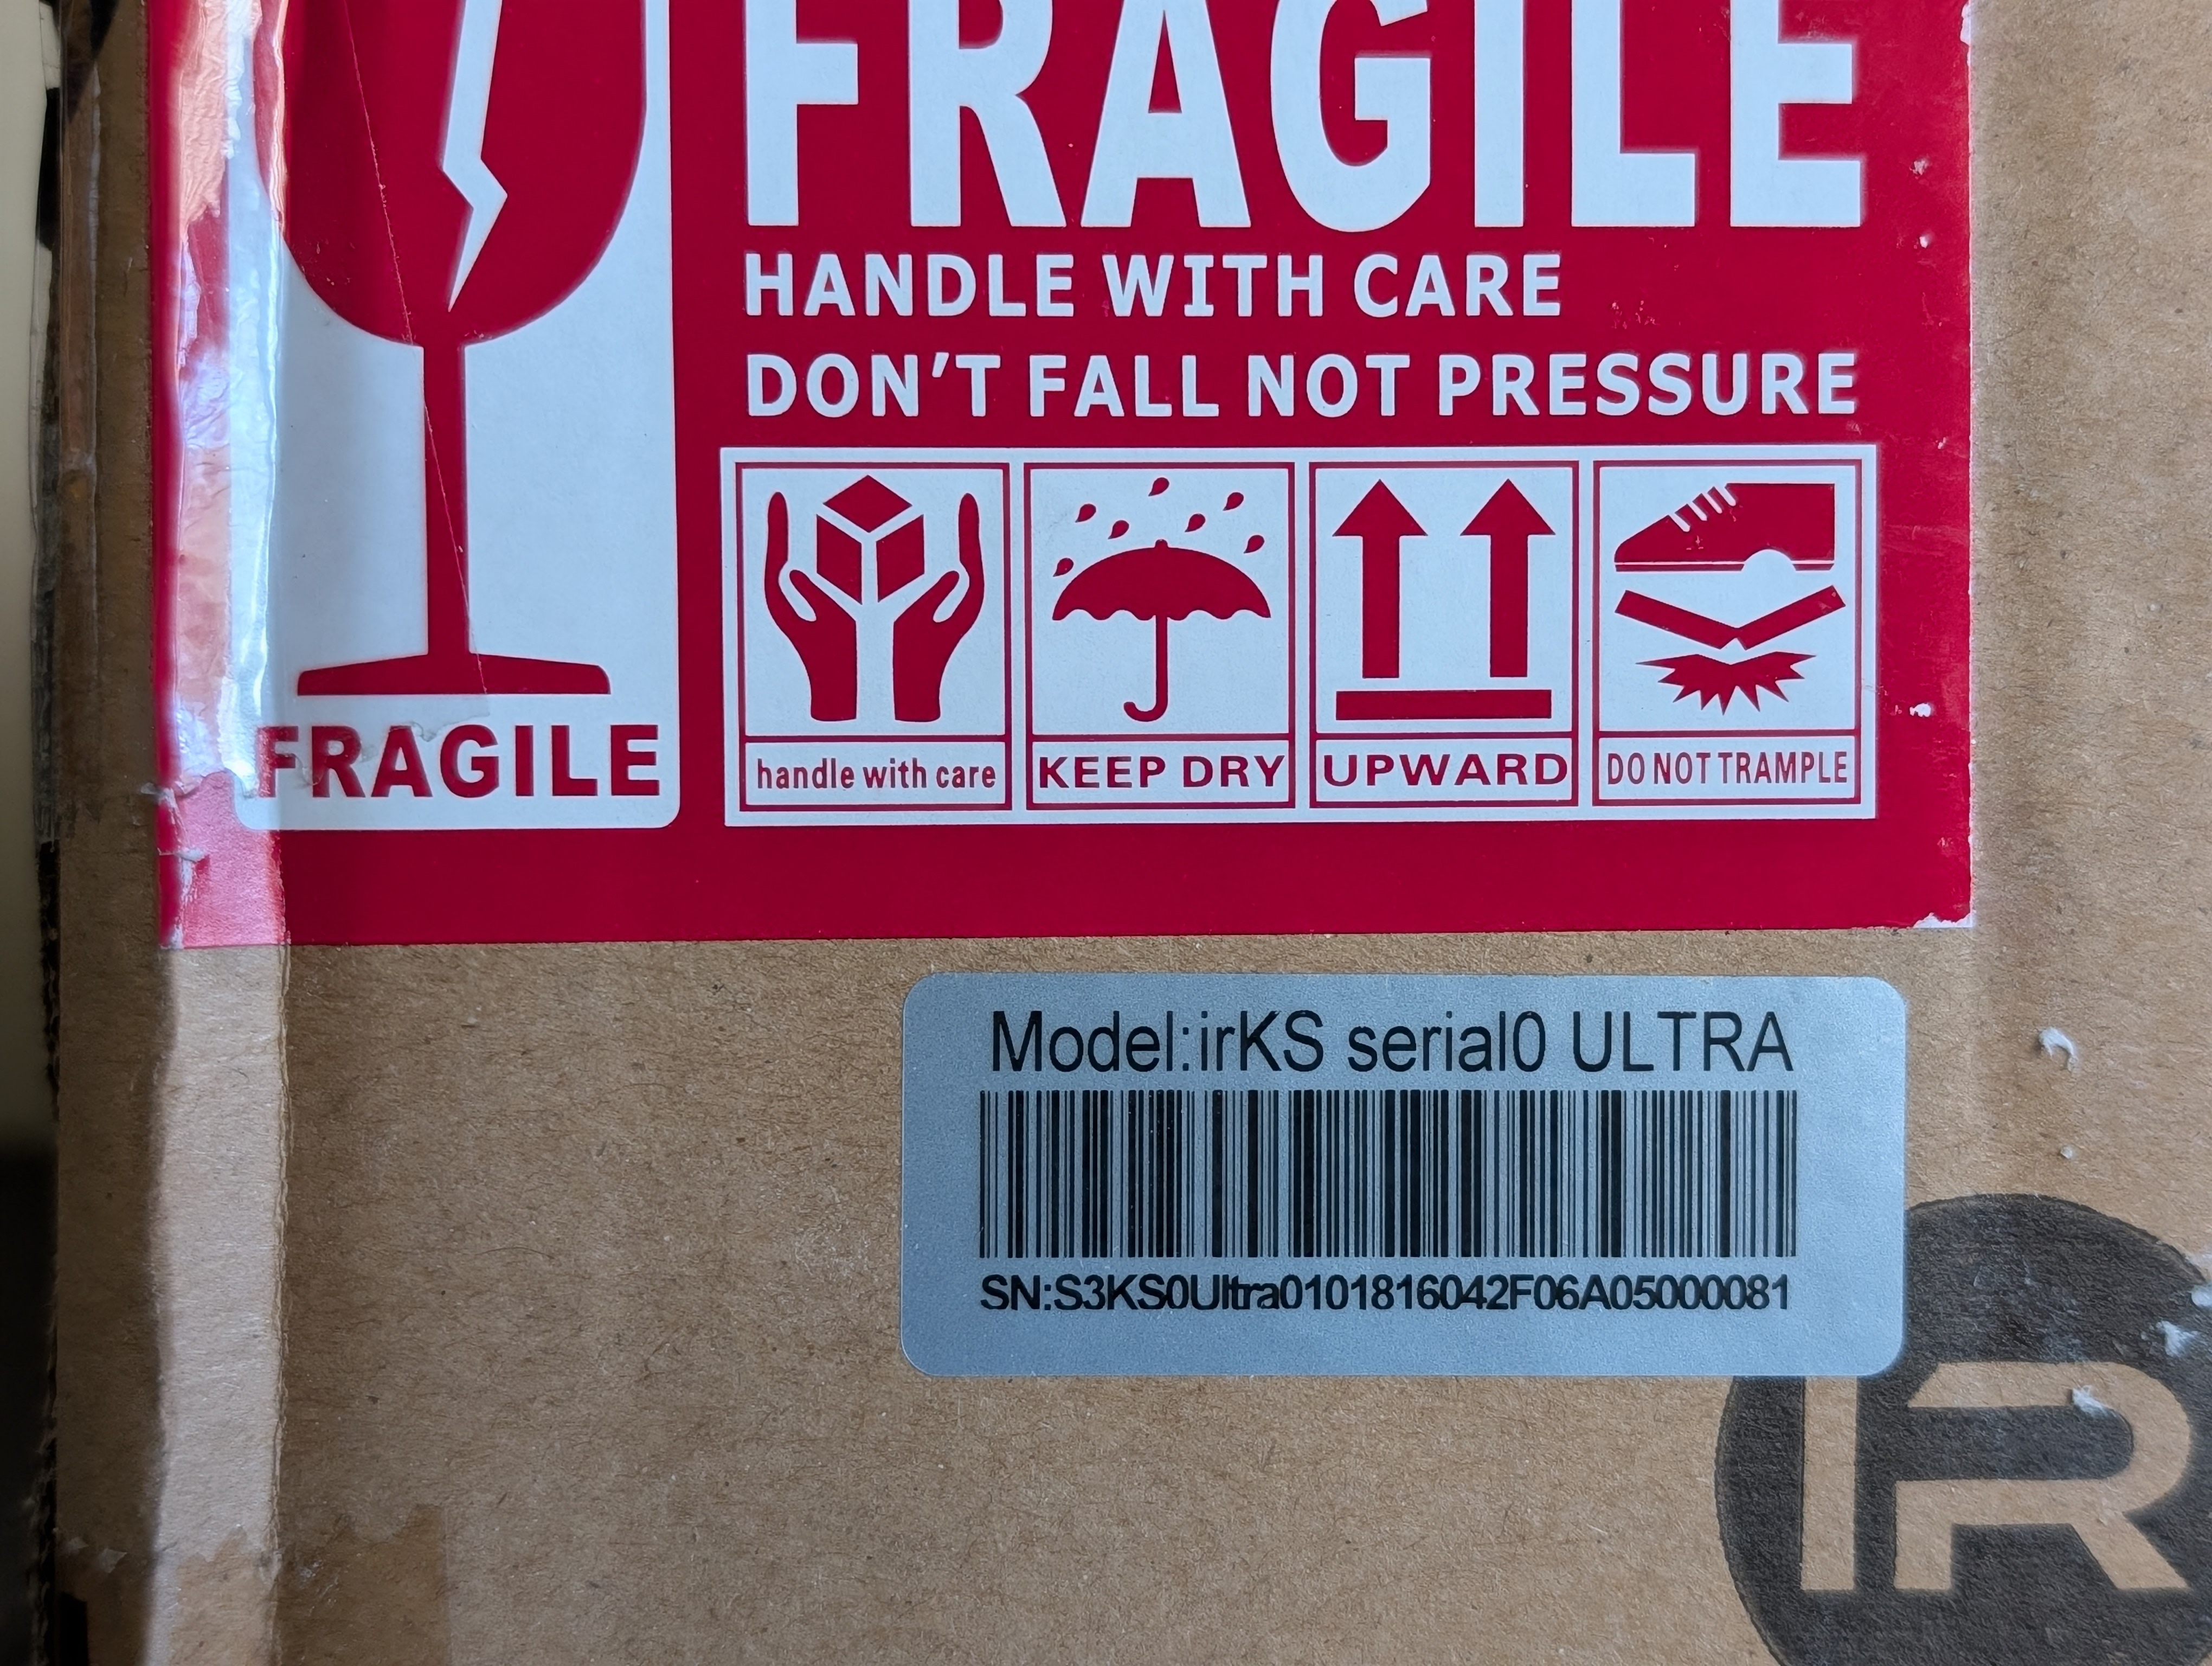 FRAGILE
HANDLE WITH CARE
DON'T FALL NOT PRESSURE
FRAGILE
handle with care
KEEP DRY
UPWARD
DO NOT TRAMPLE
Model:irKS serial0 ULTRA
SN:S3KS0Ultra0101816042F06A05000081
IR